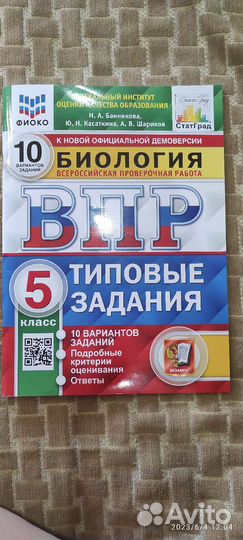 ФИОКО
ФЕДЕРАЛЬНЫЙ ИНСТИТУТ
ОЦЕНКИ КАЧЕСТВА ОБРАЗОВАНИЯ
Н. А. Банникова,
Ю. Н. Касаткина, А. В. Шариков
СтатГрад
К НОВОЙ ОФИЦИАЛЬНОЙ ДЕМОВЕРСИИ
10
ВАРИАНТОВ
ЗАДАНИЙ
БИОЛОГИЯ
ВСЕРОССИЙСКАЯ ПРОВЕРОЧНАЯ РАБОТА
ВПР
5
КЛАСС
ТИПОВЫЕ
ЗАДАНИЯ
10 ВАРИАНТОВ
ЗАДАНИЙ
Подробные
критерии
оценивания
Ответы
ЭКЗАМЕН
Avito
2023/6/4 12:04